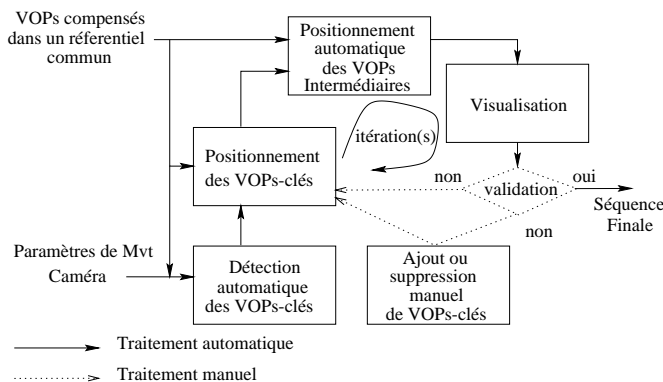 VOPs compensés
dans un réferentiel
commun
Positionnement
automatique
des VOPs
Intermédiaires
Visualisation
itération(s)
Positionnement
des VOPs-clés
non
validation
oui
Séquence
Finale
non
Paramètres de Mvt
Caméra
Détection
automatique
des VOPs-clés
Ajout ou
suppression
manuel
de VOPs-clés
Traitement automatique
Traitement manuel